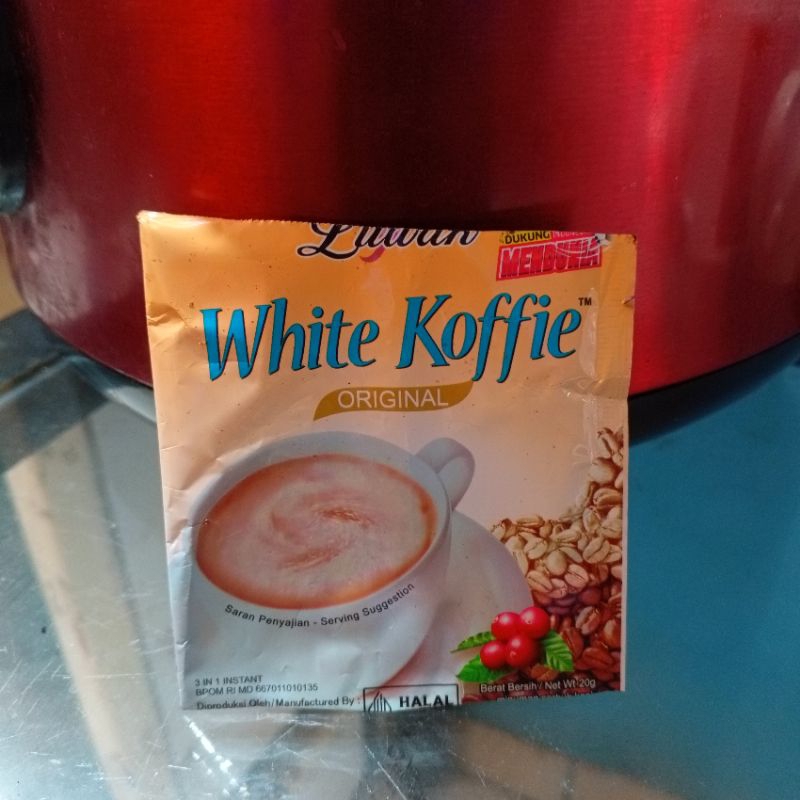 Luwak
DUKUNG
MENDUNIA
White Koffie™
ORIGINAL
Saran Penyajian - Serving Suggestion
3 IN 1 INSTANT
BPOM RI MD 667011010135
Diproduksi Oleh/Manufactured By :
HALAL
Berat Bersih/ Net Wt 20g